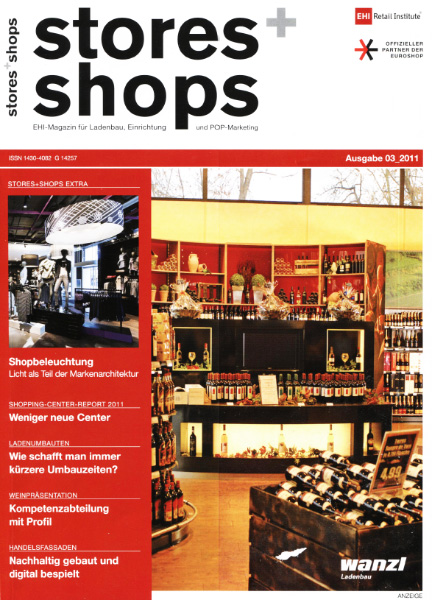 stores+shops
stores+
shops
EHI Retail Institute
OFFIZIELLER
PARTNER DER
EUROSHOP
EHI-Magazin für Ladenbau, Einrichtung und POP-Marketing
ISSN 1430-4082 G 14257
Ausgabe 03_2011
STORES+SHOPS EXTRA
Shopbeleuchtung
Licht als Teil der Markenarchitektur
SHOPPING-CENTER-REPORT 2011
Weniger neue Center
LADENUMBAUTEN
Wie schafft man immer
kürzere Umbauzeiten?
WEINPRÄSENTATION
Kompetenzabteilung
mit Profil
HANDELSFASSADEN
Nachhaltig gebaut und
digital bespielt
4.99
wanzl
Ladenbau
ANZEIGE